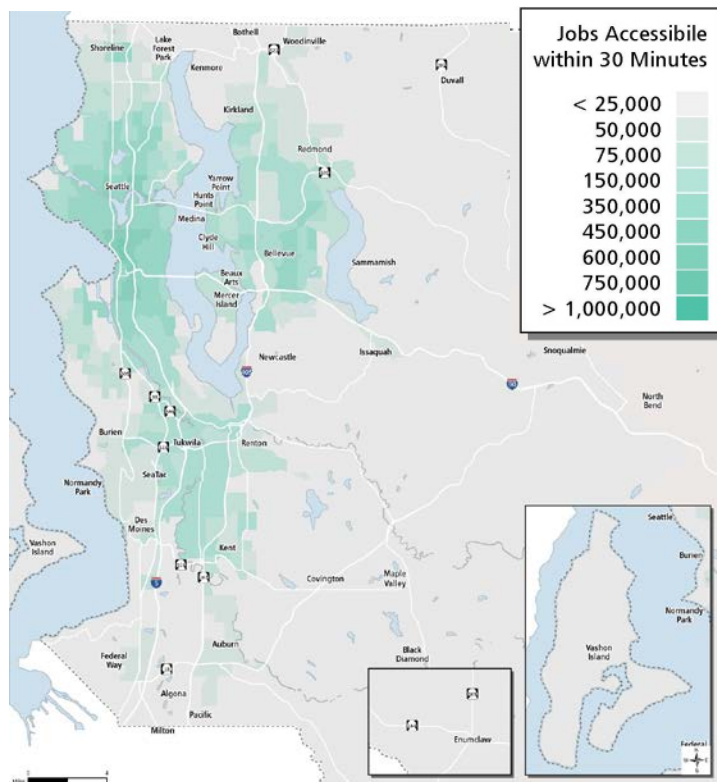 Jobs Accessibile
within 30 Minutes
< 25,000
50,000
75,000
150,000
350,000
450,000
600,000
750,000
> 1,000,000
Shoreline
Lake
Forest
Park
Bothell
Woodinville
Kenmore
Duvall
Kirkland
Redmond
Yarrow
Point
Hunts
Point
Seattle
Medina
Clyde
Hill
Bellevue
Sammamish
Beaux
Arts
Mercer
Island
Newcastle
Issaquah
Snoqualmie
North
Bend
Burien
Tukwila
Renton
SeaTac
Normandy
Park
Des
Moines
Vashon
Island
Kent
Covington
Maple
Valley
Federal
Way
Auburn
Black
Diamond
Algona
Pacific
Milton
Enumclaw
Seattle
Burien
Normandy
Park
Vashon
Island
Federal